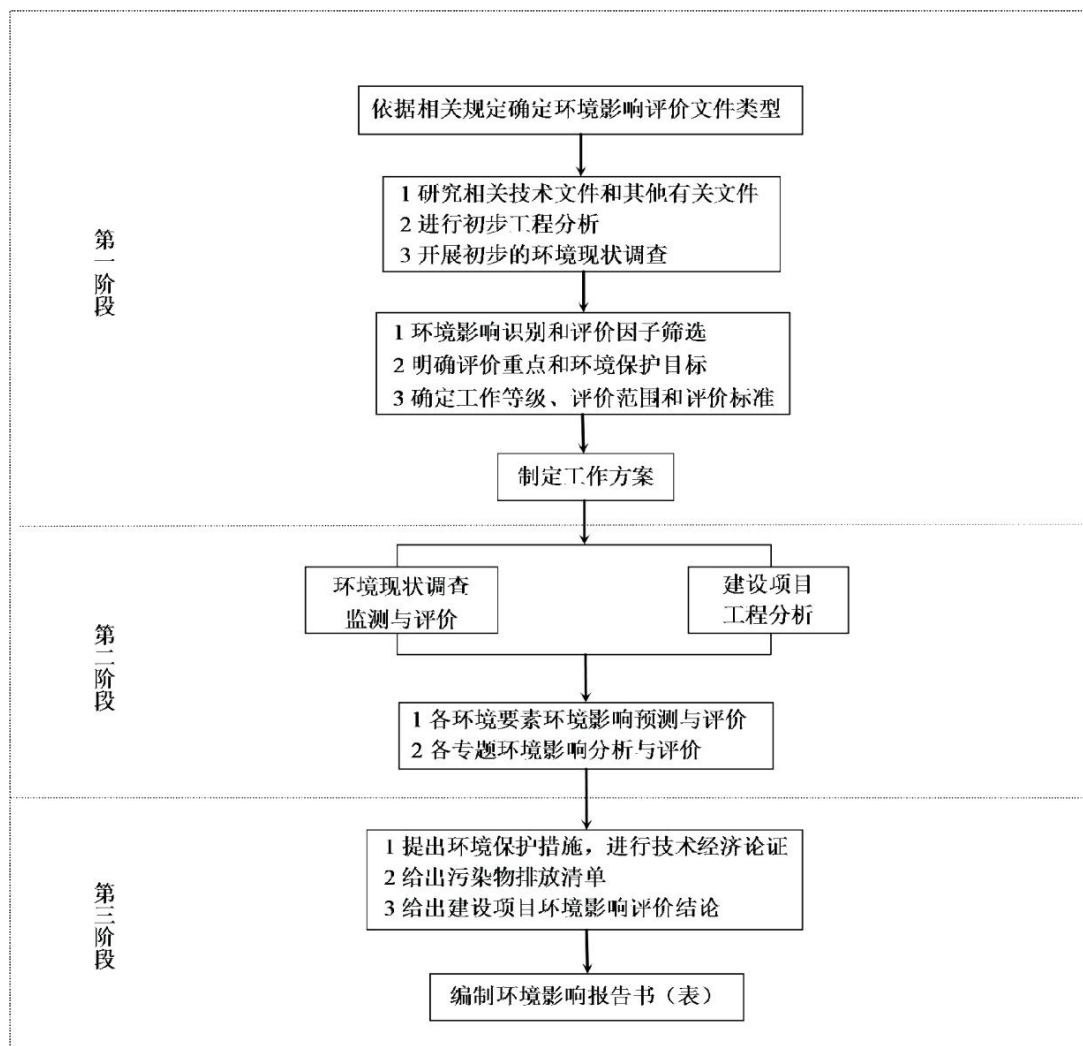 依据相关规定确定环境影响评价文件类型
1 研究相关技术文件和其他有关文件
2 进行初步工程分析
3 开展初步的环境现状调查
第一阶段
1 环境影响识别和评价因子筛选
2 明确评价重点和环境保护目标
3 确定工作等级、评价范围和评价标准
制定工作方案
环境现状调查
监测与评价
建设项目
工程分析
第二阶段
1 各环境要素环境影响预测与评价
2 各专题环境影响分析与评价
1 提出环境保护措施，进行技术经济论证
2 给出污染物排放清单
3 给出建设项目环境影响评价结论
第三阶段
编制环境影响报告书（表）